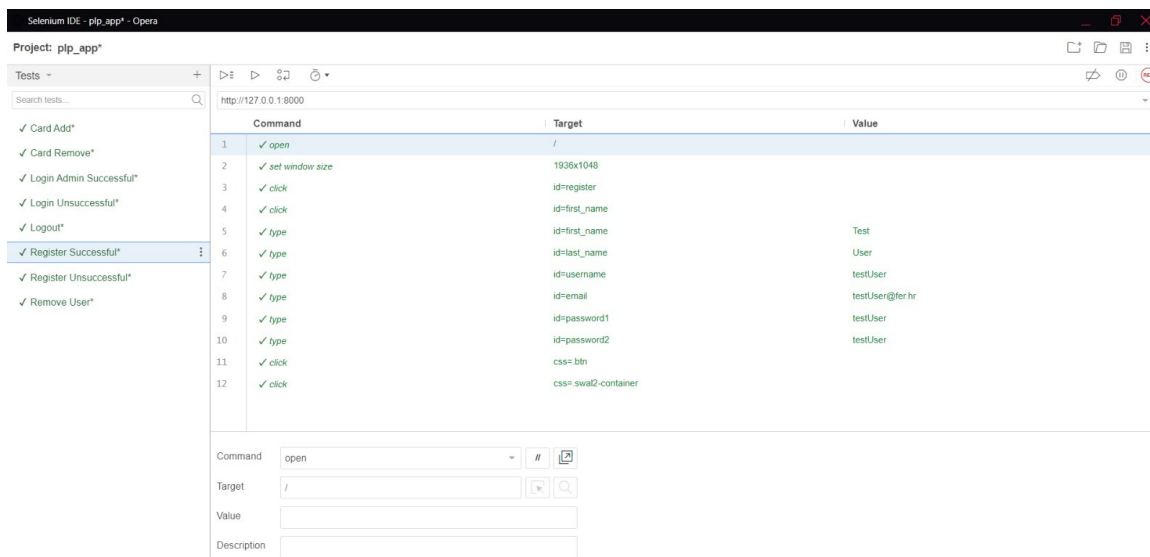 Selenium IDE - plp_app* - Opera
Project: plp_app*
Tests
Search tests...
✓ Card Add*
✓ Card Remove*
✓ Login Admin Successful*
✓ Login Unsuccessful*
✓ Logout*
✓ Register Successful*
✓ Register Unsuccessful*
✓ Remove User*
http://127.0.0.1:8000
Command Target Value
1 ✓ open /
2 ✓ set window size 1936x1048
3 ✓ click id=register
4 ✓ click id=first_name
5 ✓ type id=first_name Test
6 ✓ type id=last_name User
7 ✓ type id=username testUser
8 ✓ type id=email testUser@fer.hr
9 ✓ type id=password1 testUser
10 ✓ type id=password2 testUser
11 ✓ click css=.btn
12 ✓ click css=.swal2-container
Command open //
Target /
Value
Description